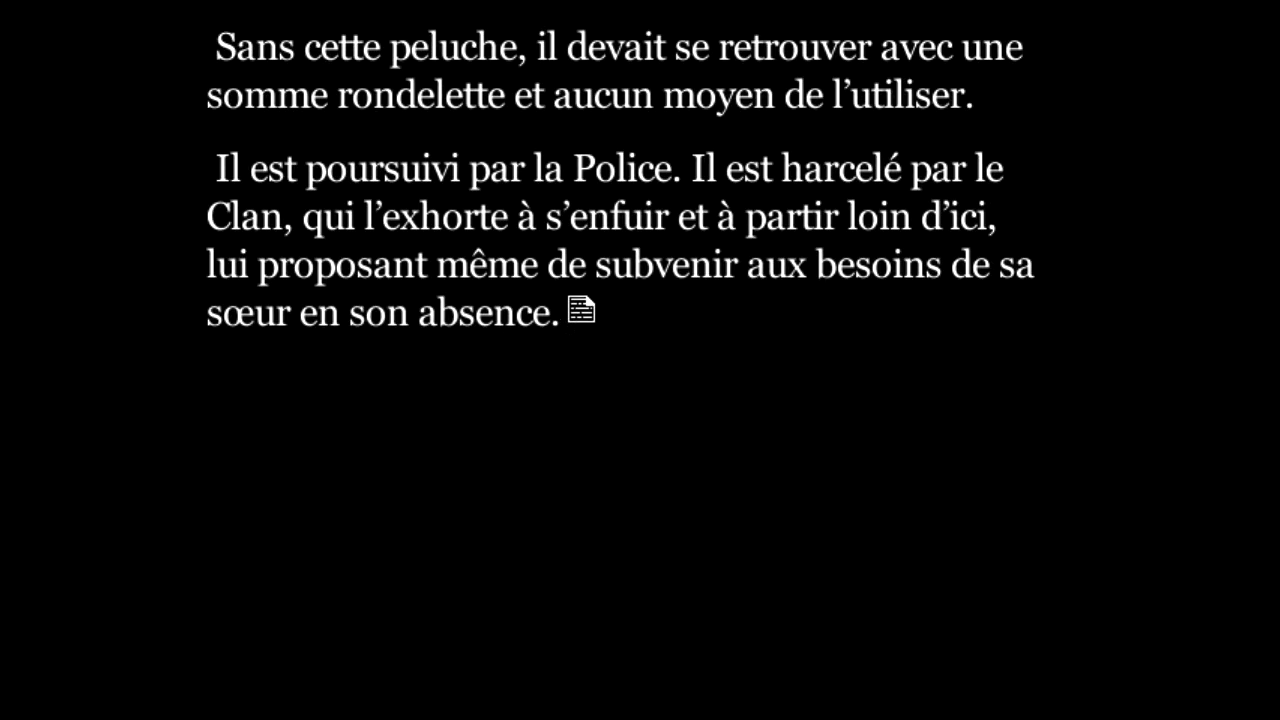 Sans cette peluche, il devait se retrouver avec une
somme rondelette et aucun moyen de l’utiliser.
Il est poursuivi par la Police. Il est harcelé par le
Clan, qui l’exhorte à s’enfuir et à partir loin d’ici,
lui proposant même de subvenir aux besoins de sa
sœur en son absence.